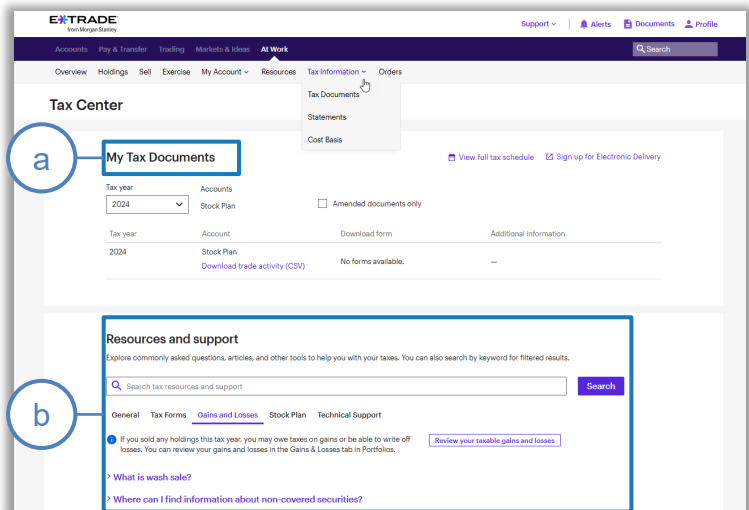 E*TRADE
from Morgan Stanley
Support
Alerts
Documents
Profile
Accounts Pay & Transfer Trading Markets & Ideas At Work
Search
Overview Holdings Sell Exercise My Account Resources Tax Information Orders
Tax Documents
Statements
Cost Basis
Tax Center
a
My Tax Documents
View full tax schedule
Sign up for Electronic Delivery
Tax year
Accounts
2024
Stock Plan
Amended documents only
Tax year Account Download form Additional information
2024
Stock Plan
Download trade activity (CSV)
No forms available.
—
b
Resources and support
Explore commonly asked questions, articles, and other tools to help you with your taxes. You can also search by keyword for filtered results.
Search tax resources and support
Search
General Tax Forms Gains and Losses Stock Plan Technical Support
If you sold any holdings this tax year, you may owe taxes on gains or be able to write off
losses. You can review your gains and losses in the Gains & Losses tab in Portfolios.
Review your taxable gains and losses
What is wash sale?
Where can I find information about non-covered securities?